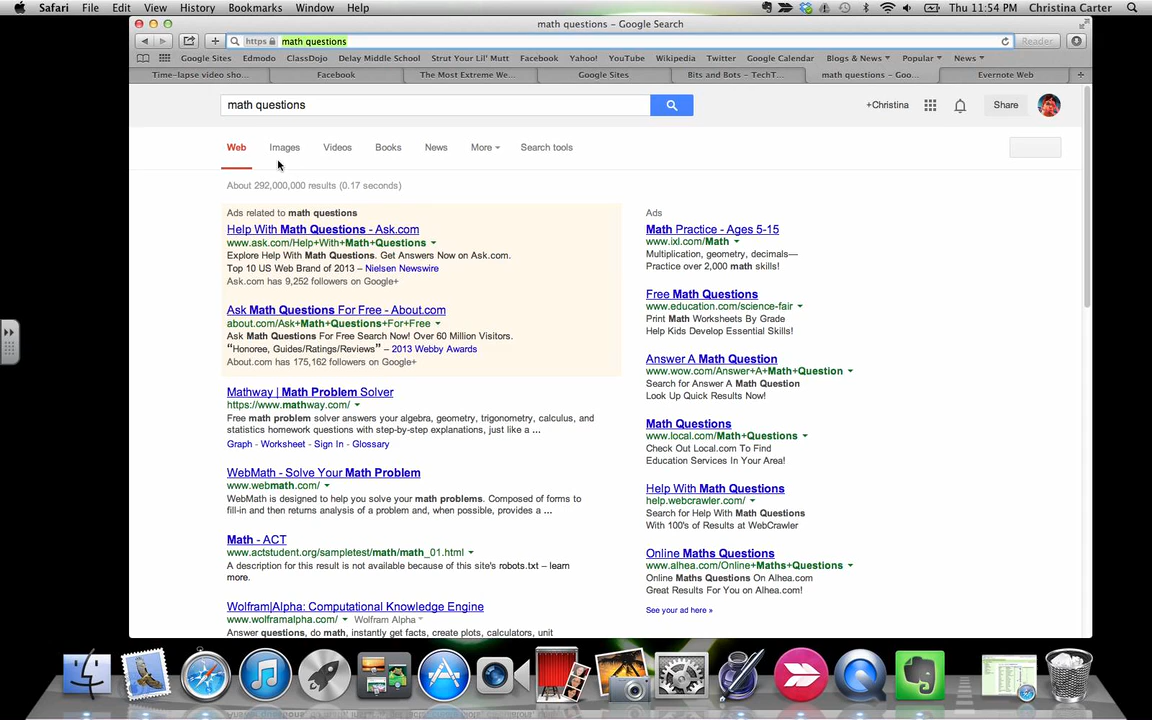 Safari File Edit View History Bookmarks Window Help Thu 11:54 PM Christina Carter
math questions – Google Search
https math questions Reader
Google Sites Edmodo ClassDojo Delay Middle School Strut Your Lil' Mutt Facebook Yahoo! YouTube Wikipedia Twitter Google Calendar Blogs & News Popular News
Time-lapse video sho... Facebook The Most Extreme We... Google Sites Bits and Bots – TechT... math questions – Goo... Evernote Web
math questions
+Christina Share
Web Images Videos Books News More Search tools
About 292,000,000 results (0.17 seconds)
Ads related to math questions
Help With Math Questions - Ask.com
www.ask.com/Help+With+Math+Questions
Explore Help With Math Questions. Get Answers Now on Ask.com.
Top 10 US Web Brand of 2013 – Nielsen Newswire
Ask.com has 9,252 followers on Google+
Ask Math Questions For Free - About.com
about.com/Ask+Math+Questions+For+Free
Ask Math Questions For Free Search Now! Over 60 Million Visitors.
“Honoree, Guides/Ratings/Reviews” – 2013 Webby Awards
About.com has 175,162 followers on Google+
Mathway | Math Problem Solver
https://www.mathway.com/
Free math problem solver answers your algebra, geometry, trigonometry, calculus, and
statistics homework questions with step-by-step explanations, just like a ...
Graph - Worksheet - Sign In - Glossary
WebMath - Solve Your Math Problem
www.webmath.com/
WebMath is designed to help you solve your math problems. Composed of forms to
fill-in and then returns analysis of a problem and, when possible, provides a ...
Math - ACT
www.actstudent.org/sampletest/math/math_01.html
A description for this result is not available because of this site's robots.txt – learn
more.
Wolfram|Alpha: Computational Knowledge Engine
www.wolframalpha.com/ Wolfram Alpha
Answer questions, do math, instantly get facts, create plots, calculators, unit
Ads
Math Practice - Ages 5-15
www.ixl.com/Math
Multiplication, geometry, decimals—
Practice over 2,000 math skills!
Free Math Questions
www.education.com/science-fair
Print Math Worksheets By Grade
Help Kids Develop Essential Skills!
Answer A Math Question
www.wow.com/Answer+A+Math+Question
Search for Answer A Math Question
Look Up Quick Results Now!
Math Questions
www.local.com/Math+Questions
Check Out Local.com To Find
Education Services In Your Area!
Help With Math Questions
help.webcrawler.com/
Search for Help With Math Questions
With 100's of Results at WebCrawler
Online Maths Questions
www.alhea.com/Online+Maths+Questions
Online Maths Questions On Alhea.com
Great Results For You on Alhea.com!
See your ad here »